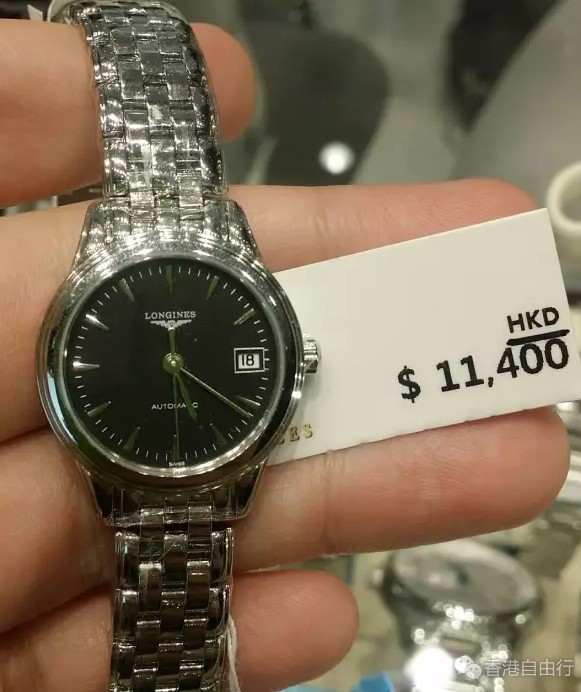 LONGINES
18
AUTOMATIC
SWISS
HKD
$ 11,400
香港自由行